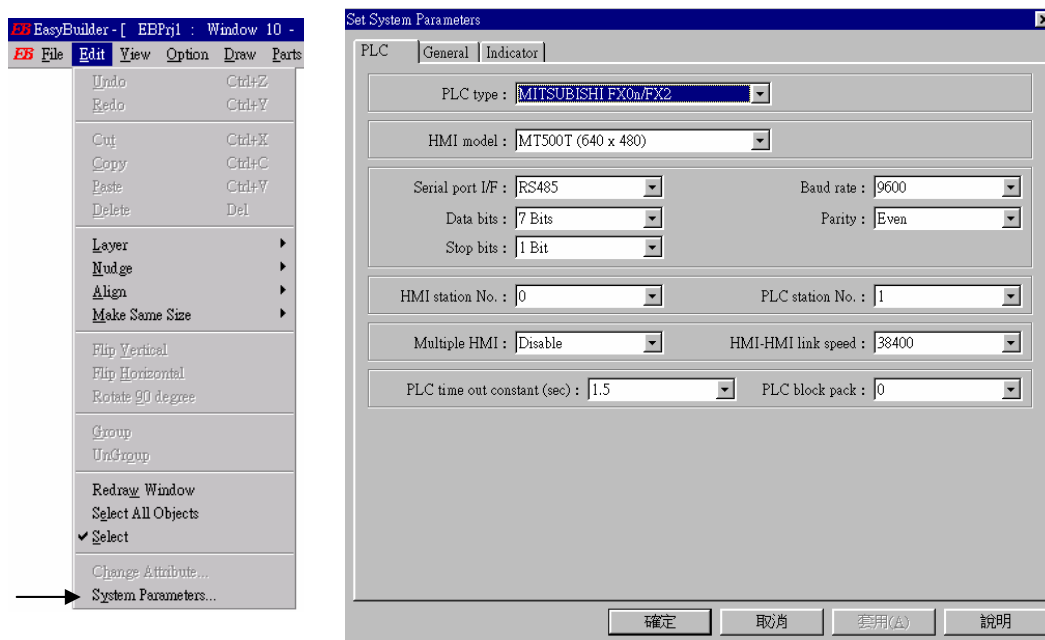 EB EasyBuilder - [ EBPrj1 : Window 10 -
EB File Edit View Option Draw Parts
Undo Ctrl+Z
Redo Ctrl+Y
Cut Ctrl+X
Copy Ctrl+C
Paste Ctrl+V
Delete Del
Layer
Nudge
Align
Make Same Size
Flip Vertical
Flip Horizontal
Rotate 90 degree
Group
UnGroup
Redraw Window
Select All Objects
Select
Change Attribute...
System Parameters...
Set System Parameters
PLC General Indicator
PLC type : MITSUBISHI FX0n/FX2
HMI model : MT500T (640 x 480)
Serial port I/F : RS485 Baud rate : 9600
Data bits : 7 Bits Parity : Even
Stop bits : 1 Bit
HMI station No. : 0 PLC station No. : 1
Multiple HMI : Disable HMI-HMI link speed : 38400
PLC time out constant (sec) : 1.5 PLC block pack : 0
確定 取消 套用(A) 說明